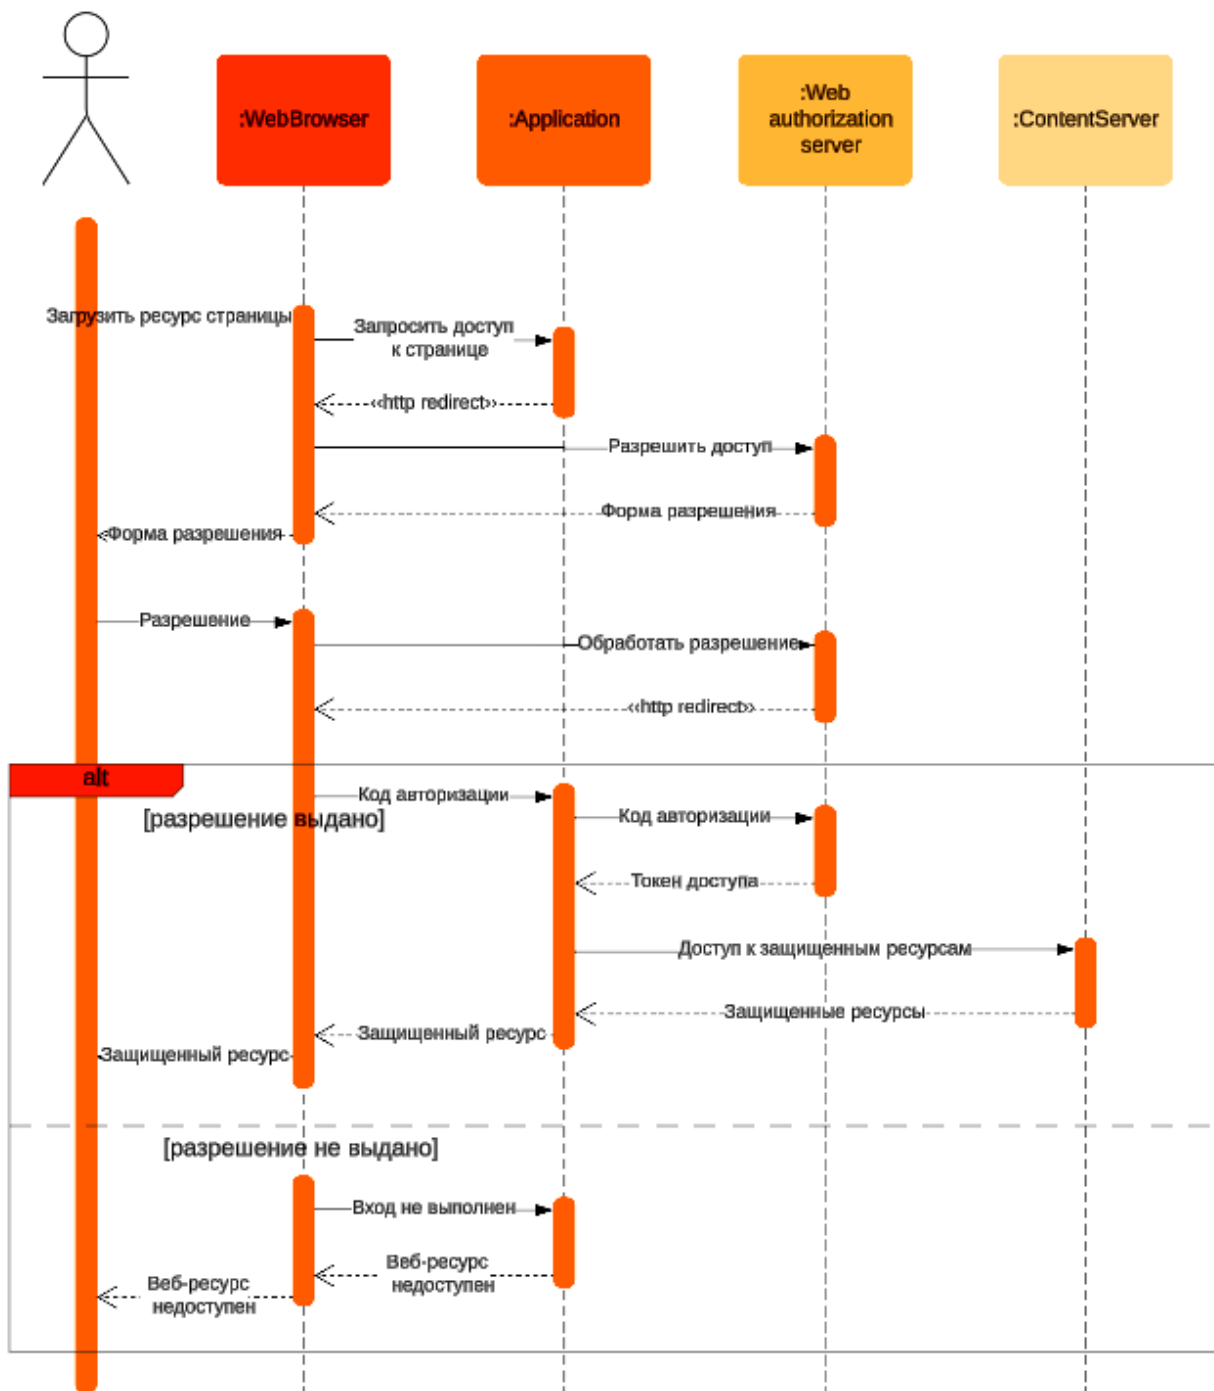 :WebBrowser
:Application
:Web
authorization
server
:ContentServer
Загрузить ресурс страницы
Запросить доступ
к странице
‹‹http redirect››
Разрешить доступ
Форма разрешения
Форма разрешения
Разрешение
Обработать разрешение
‹‹http redirect››
alt
Код авторизации
[разрешение выдано]
Код авторизации
Токен доступа
Доступ к защищенным ресурсам
Защищенные ресурсы
Защищенный ресурс
Защищенный ресурс
[разрешение не выдано]
Вход не выполнен
Веб-ресурс
недоступен
Веб-ресурс
недоступен